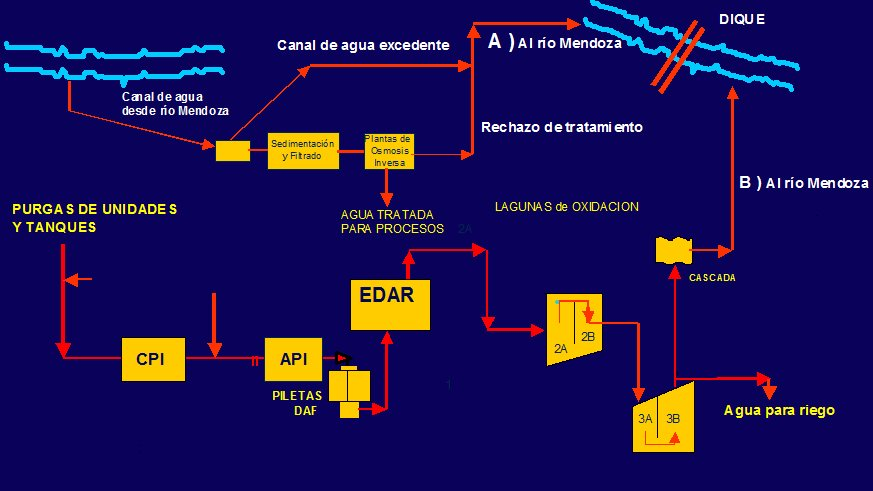 DIQUE
Canal de agua excedente
A ) Al río Mendoza
Canal de agua
desde río Mendoza
Rechazo de tratamiento
Sedimentación
y Filtrado
Plantas de
Osmosis
Inversa
B ) Al río Mendoza
PURGAS DE UNIDADES
Y TANQUES
AGUA TRATADA
PARA PROCESOS
2A
LAGUNAS de OXIDACION
CASCADA
EDAR
2A
2B
CPI
API
PILETAS
DAF
1
3A
3B
Agua para riego